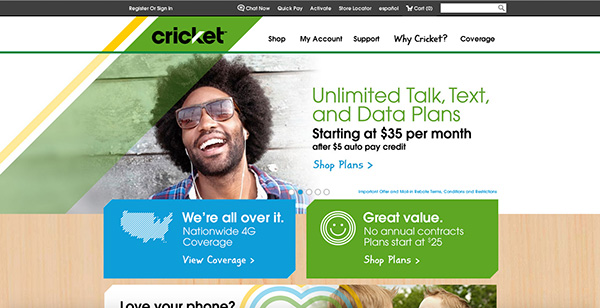 Register Or Sign In
Chat Now
Quick Pay
Activate
Store Locator
español
Cart (0)
cricket
Shop
My Account
Support
Why Cricket?
Coverage
Unlimited Talk, Text,
and Data Plans
Starting at $35 per month
after $5 auto pay credit
Shop Plans >
Important Offer and Mail-in Rebate Terms, Conditions and Restrictions
We're all over it.
Nationwide 4G
Coverage
View Coverage >
Great value.
No annual contracts
Plans start at $25
Shop Plans >
Love your phone?